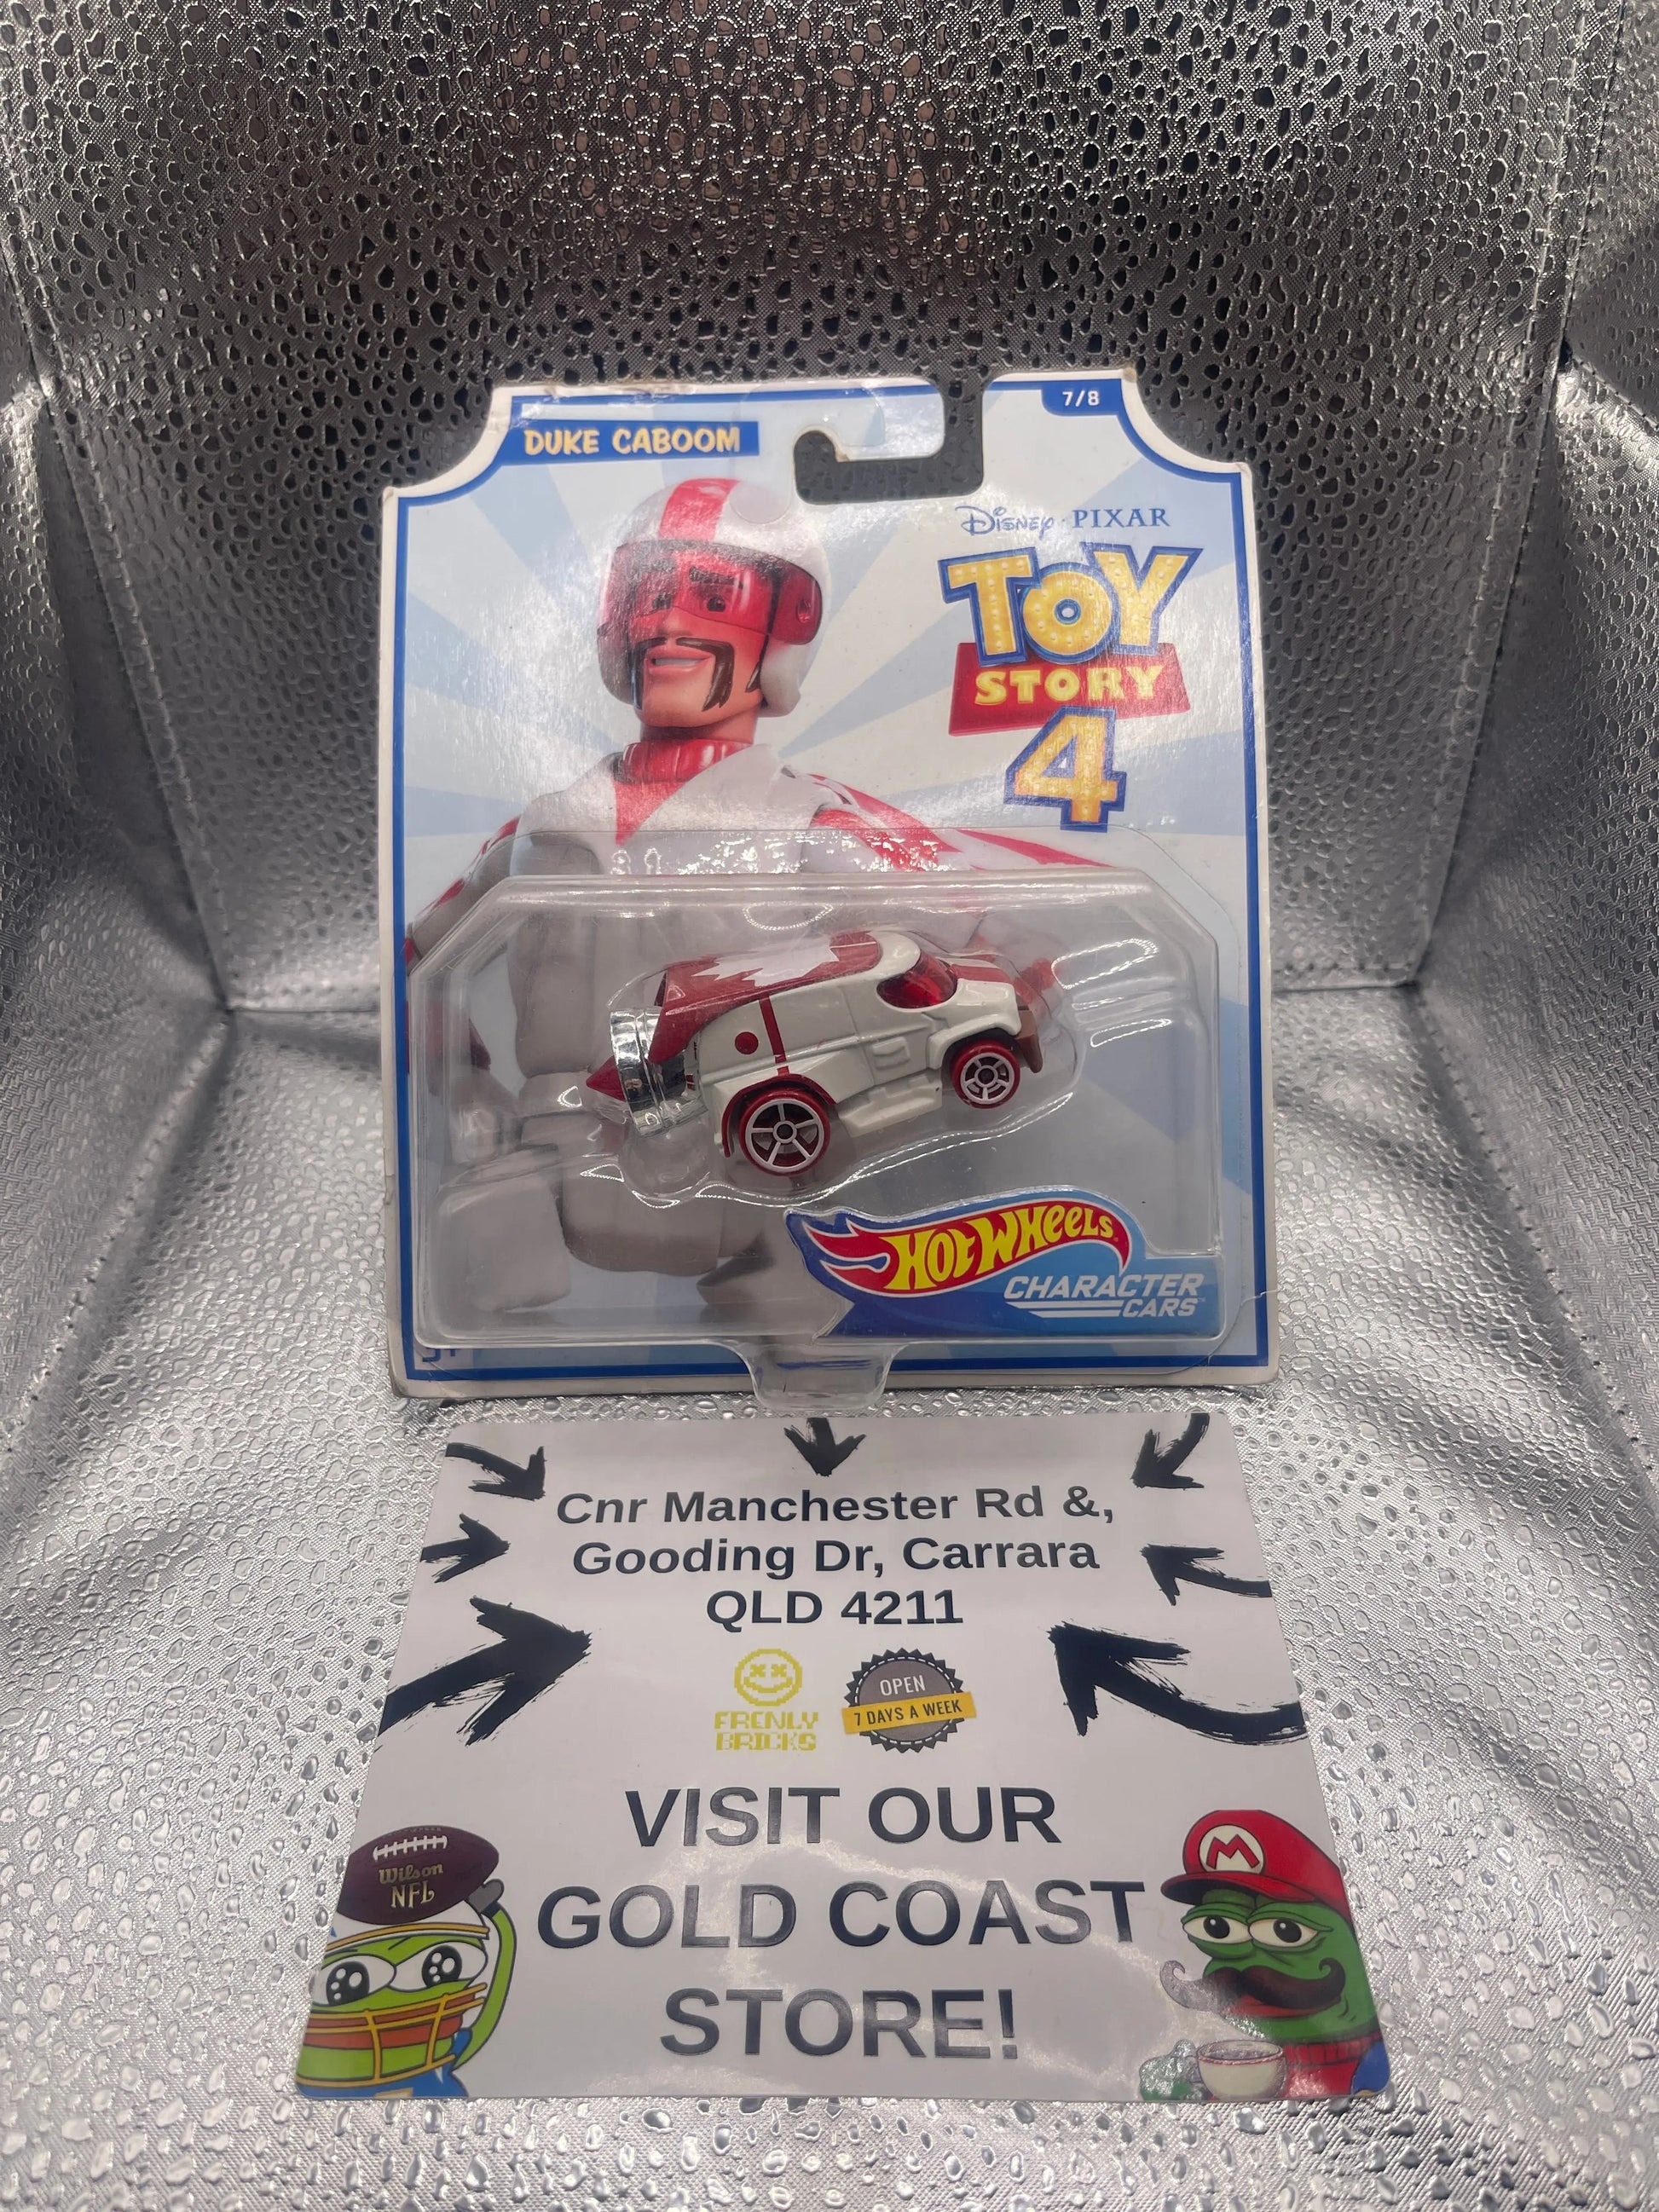 DUKE CABOOM
7/8
Disney PIXAR
TOY
STORY
4
HOT WHEELS
CHARACTER
CARS
Cnr Manchester Rd &,
Gooding Dr, Carrara
QLD 4211
FRENLY
BRICKS
OPEN
7 DAYS A WEEK
VISIT OUR
GOLD COAST
STORE!
Wilson
NFL
M